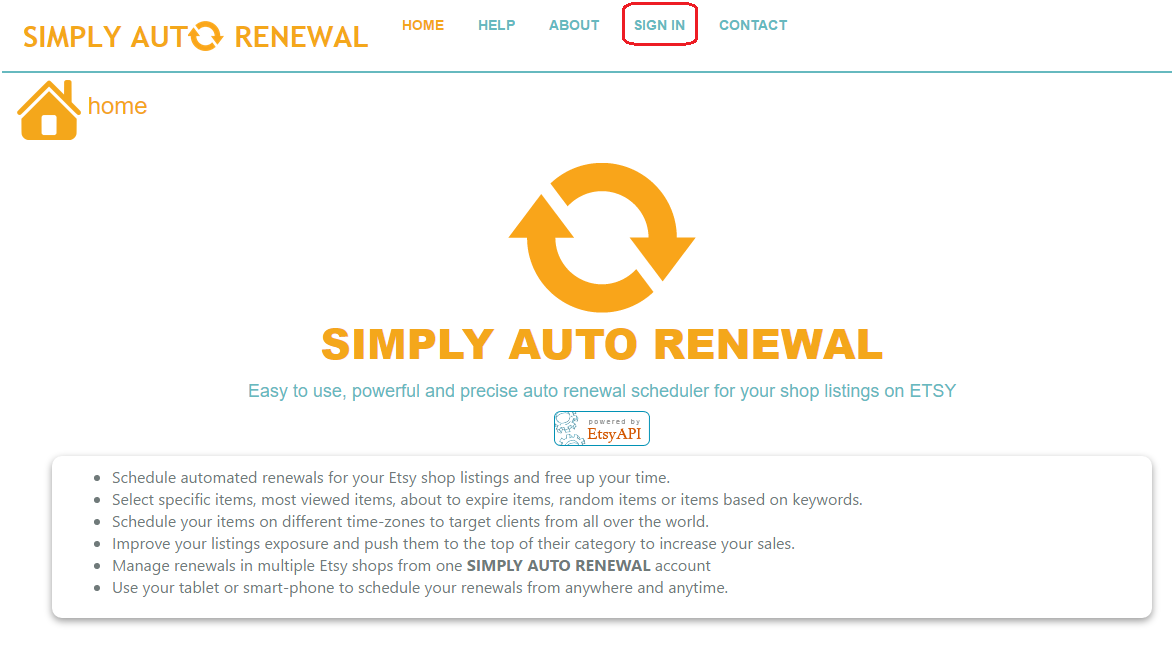 SIMPLY AUTO RENEWAL
HOME HELP ABOUT SIGN IN CONTACT
home
SIMPLY AUTO RENEWAL
Easy to use, powerful and precise auto renewal scheduler for your shop listings on ETSY
powered by
EtsyAPI
Schedule automated renewals for your Etsy shop listings and free up your time.
Select specific items, most viewed items, about to expire items, random items or items based on keywords.
Schedule your items on different time-zones to target clients from all over the world.
Improve your listings exposure and push them to the top of their category to increase your sales.
Manage renewals in multiple Etsy shops from one SIMPLY AUTO RENEWAL account
Use your tablet or smart-phone to schedule your renewals from anywhere and anytime.